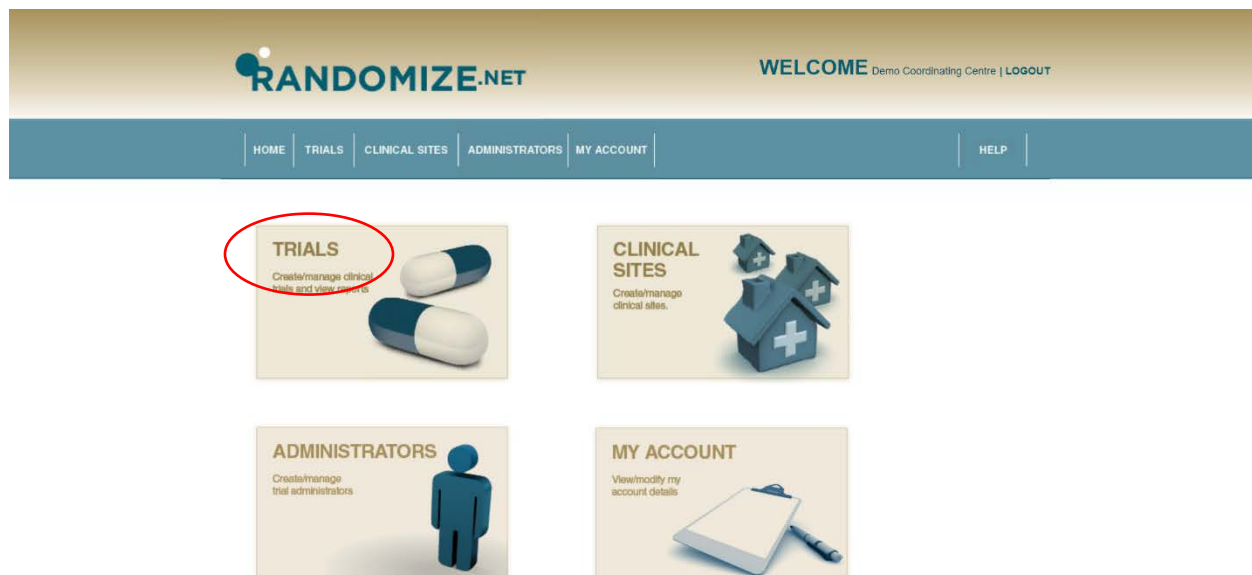 RANDOMIZE.NET
WELCOME Demo Coordinating Centre | LOGOUT
HOME TRIALS CLINICAL SITES ADMINISTRATORS MY ACCOUNT HELP
TRIALS
Create/manage clinical
trials and view reports
CLINICAL
SITES
Create/manage
clinical sites.
ADMINISTRATORS
Create/manage
trial administrators
MY ACCOUNT
View/modify my
account details